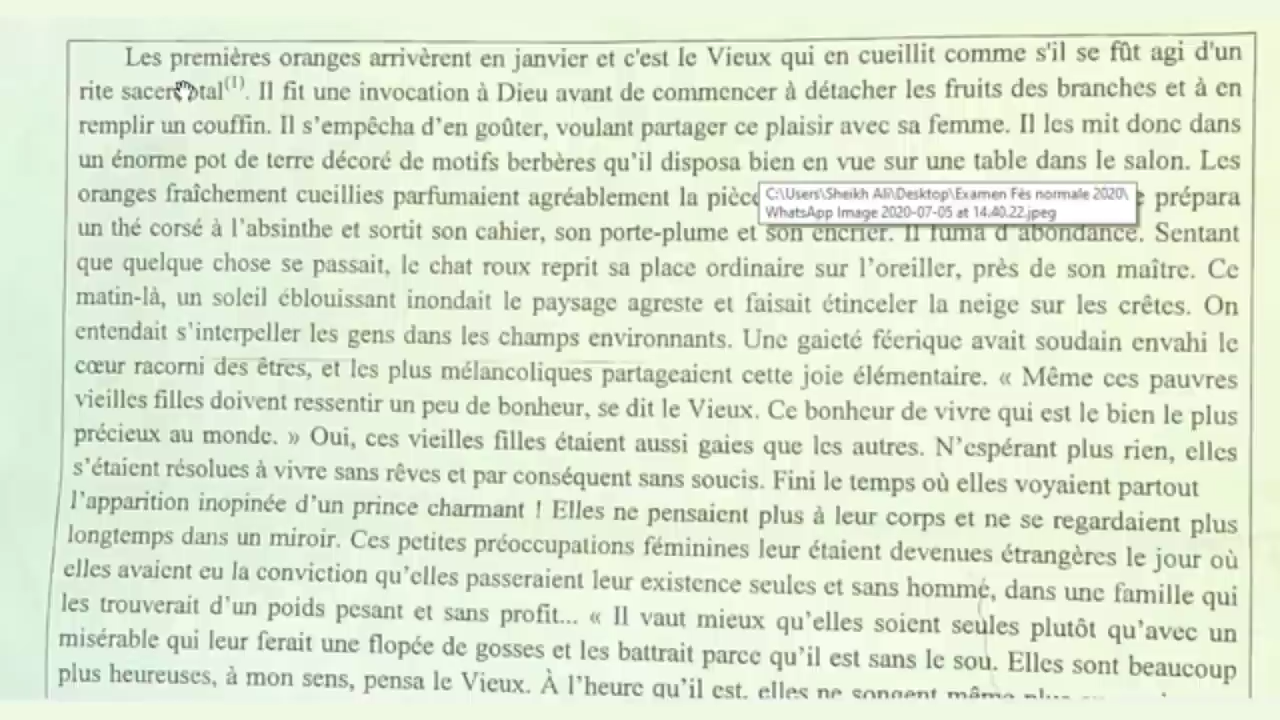 Les premières oranges arrivèrent en janvier et c'est le Vieux qui en cueillit comme s'il se fût agi d'un
rite sacerdotal(1). Il fit une invocation à Dieu avant de commencer à détacher les fruits des branches et à en
remplir un couffin. Il s'empêcha d'en goûter, voulant partager ce plaisir avec sa femme. Il les mit donc dans
un énorme pot de terre décoré de motifs berbères qu'il disposa bien en vue sur une table dans le salon. Les
oranges fraîchement cueillies parfumaient agréablement la pièce prépara
C:\Users\Sheikh Ali\Desktop\Examen Fès normale 2020\
WhatsApp Image 2020-07-05 at 14.40.22.jpeg
un thé corsé à l'absinthe et sortit son cahier, son porte-plume et son encrier. Il fuma d'abondance. Sentant
que quelque chose se passait, le chat roux reprit sa place ordinaire sur l'oreiller, près de son maître. Ce
matin-là, un soleil éblouissant inondait le paysage agreste et faisait étinceler la neige sur les crêtes. On
entendait s'interpeller les gens dans les champs environnants. Une gaieté féerique avait soudain envahi le
cœur racorni des êtres, et les plus mélancoliques partageaient cette joie élémentaire. « Même ces pauvres
vieilles filles doivent ressentir un peu de bonheur, se dit le Vieux. Ce bonheur de vivre qui est le bien le plus
précieux au monde. » Oui, ces vieilles filles étaient aussi gaies que les autres. N'espérant plus rien, elles
s'étaient résolues à vivre sans rêves et par conséquent sans soucis. Fini le temps où elles voyaient partout
l'apparition inopinée d'un prince charmant ! Elles ne pensaient plus à leur corps et ne se regardaient plus
longtemps dans un miroir. Ces petites préoccupations féminines leur étaient devenues étrangères le jour où
elles avaient eu la conviction qu'elles passeraient leur existence seules et sans homme, dans une famille qui
les trouverait d'un poids pesant et sans profit... « Il vaut mieux qu'elles soient seules plutôt qu'avec un
misérable qui leur ferait une flopée de gosses et les battrait parce qu'il est sans le sou. Elles sont beaucoup
plus heureuses, à mon sens, pensa le Vieux. À l'heure qu'il est, elles ne songent même plus